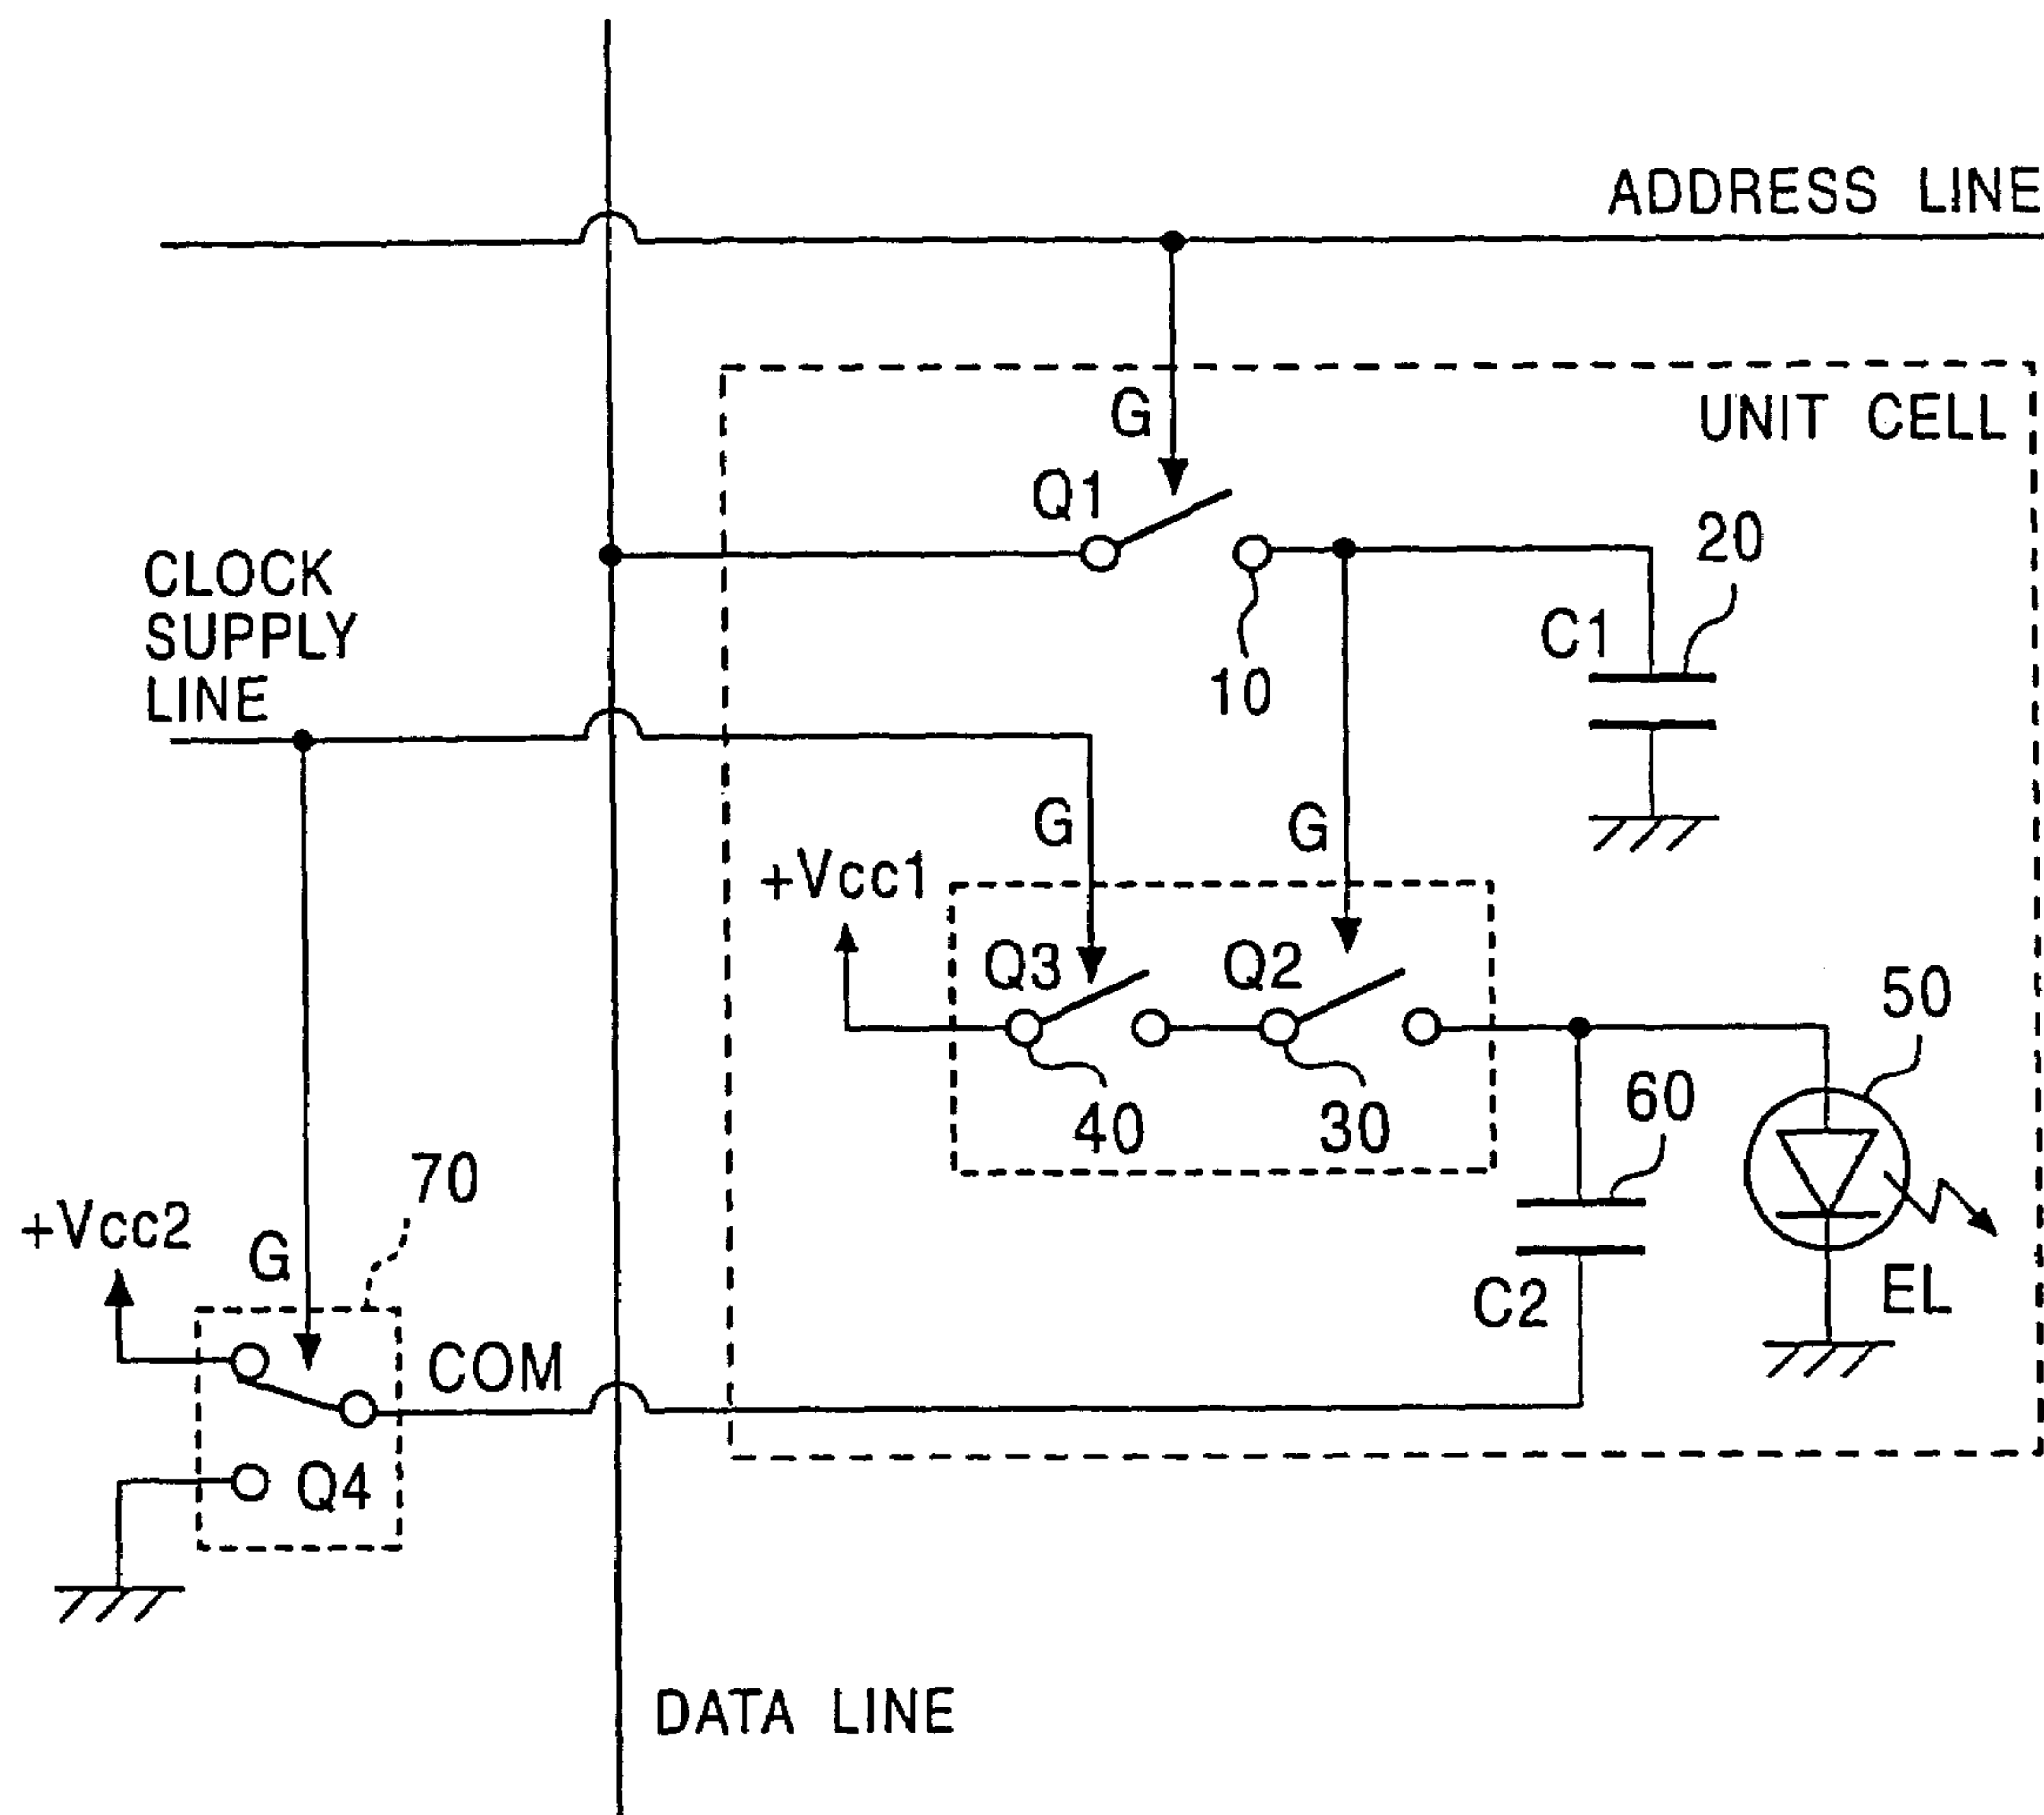 ADDRESS LINE
UNIT CELL
G
Q1
20
CLOCK
SUPPLY
LINE
C1
10
G
G
+Vcc1
Q3
Q2
50
60
40
30
70
+Vcc2
G
EL
C2
COM
Q4
DATA LINE